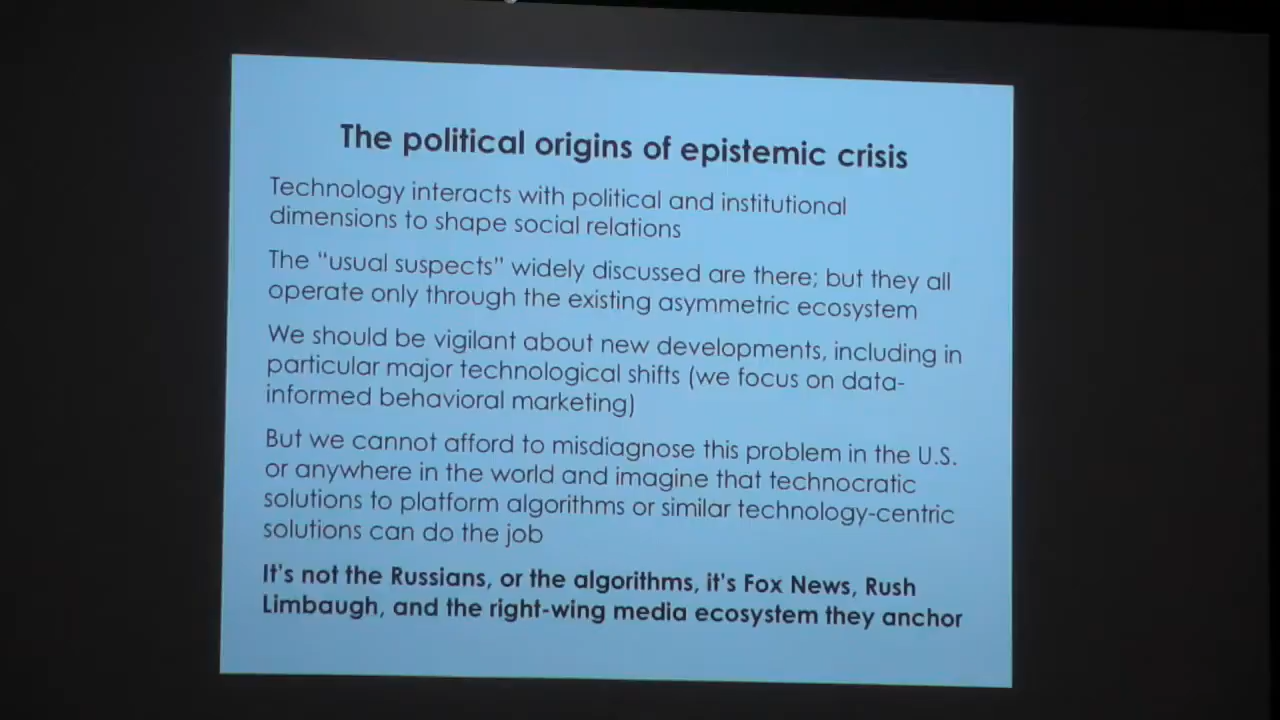 The political origins of epistemic crisis
Technology interacts with political and institutional
dimensions to shape social relations
The "usual suspects" widely discussed are there; but they all
operate only through the existing asymmetric ecosystem
We should be vigilant about new developments, including in
particular major technological shifts (we focus on data-
informed behavioral marketing)
But we cannot afford to misdiagnose this problem in the U.S.
or anywhere in the world and imagine that technocratic
solutions to platform algorithms or similar technology-centric
solutions can do the job
It's not the Russians, or the algorithms, it's Fox News, Rush
Limbaugh, and the right-wing media ecosystem they anchor